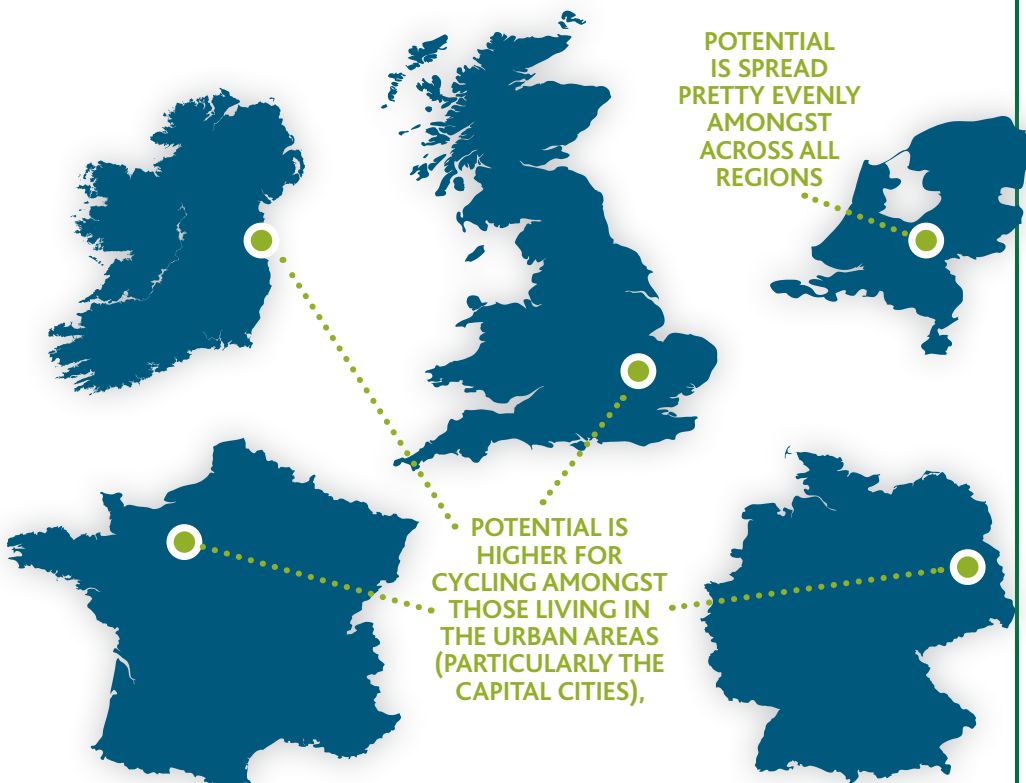 POTENTIAL
IS SPREAD
PRETTY EVENLY
AMONGST
ACROSS ALL
REGIONS
POTENTIAL IS
HIGHER FOR
CYCLING AMONGST
THOSE LIVING IN
THE URBAN AREAS
(PARTICULARLY THE
CAPITAL CITIES),